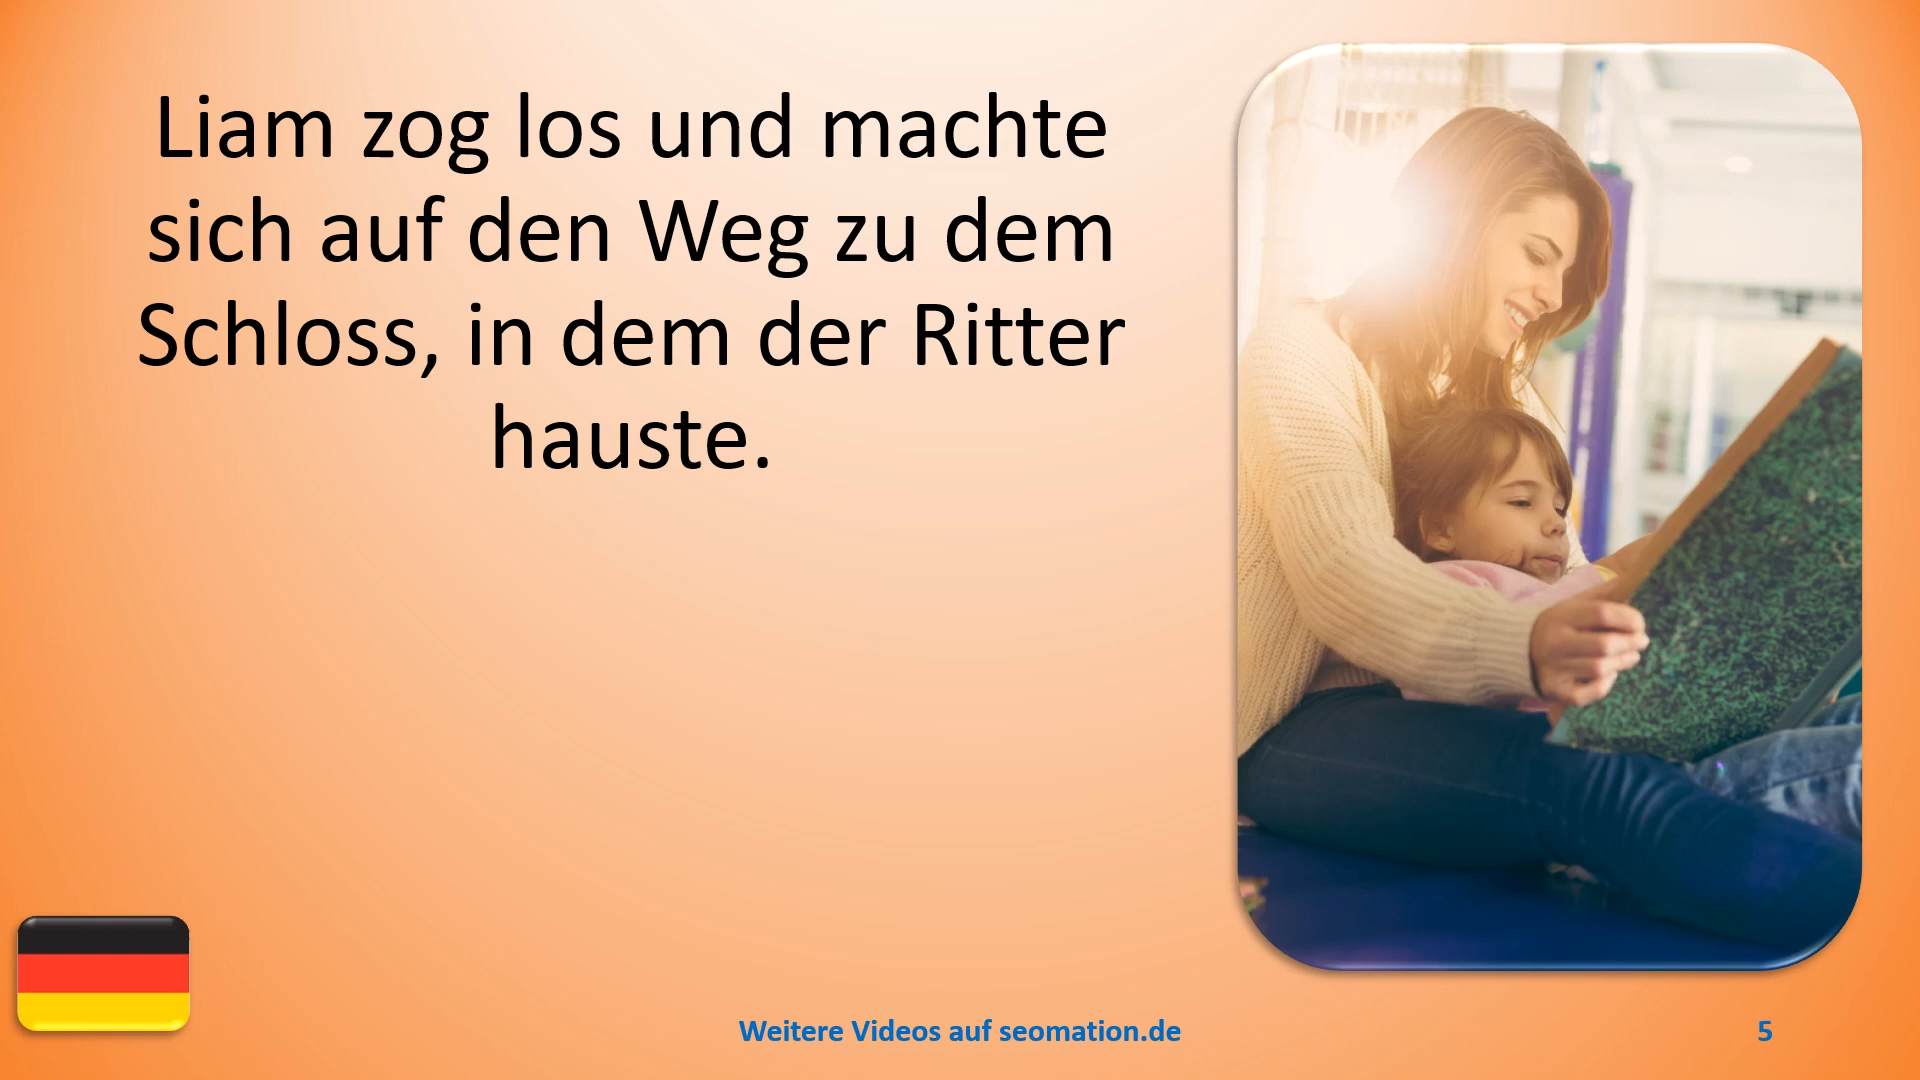 Liam zog los und machte
sich auf den Weg zu dem
Schloss, in dem der Ritter
hauste.
Weitere Videos auf seomation.de
5